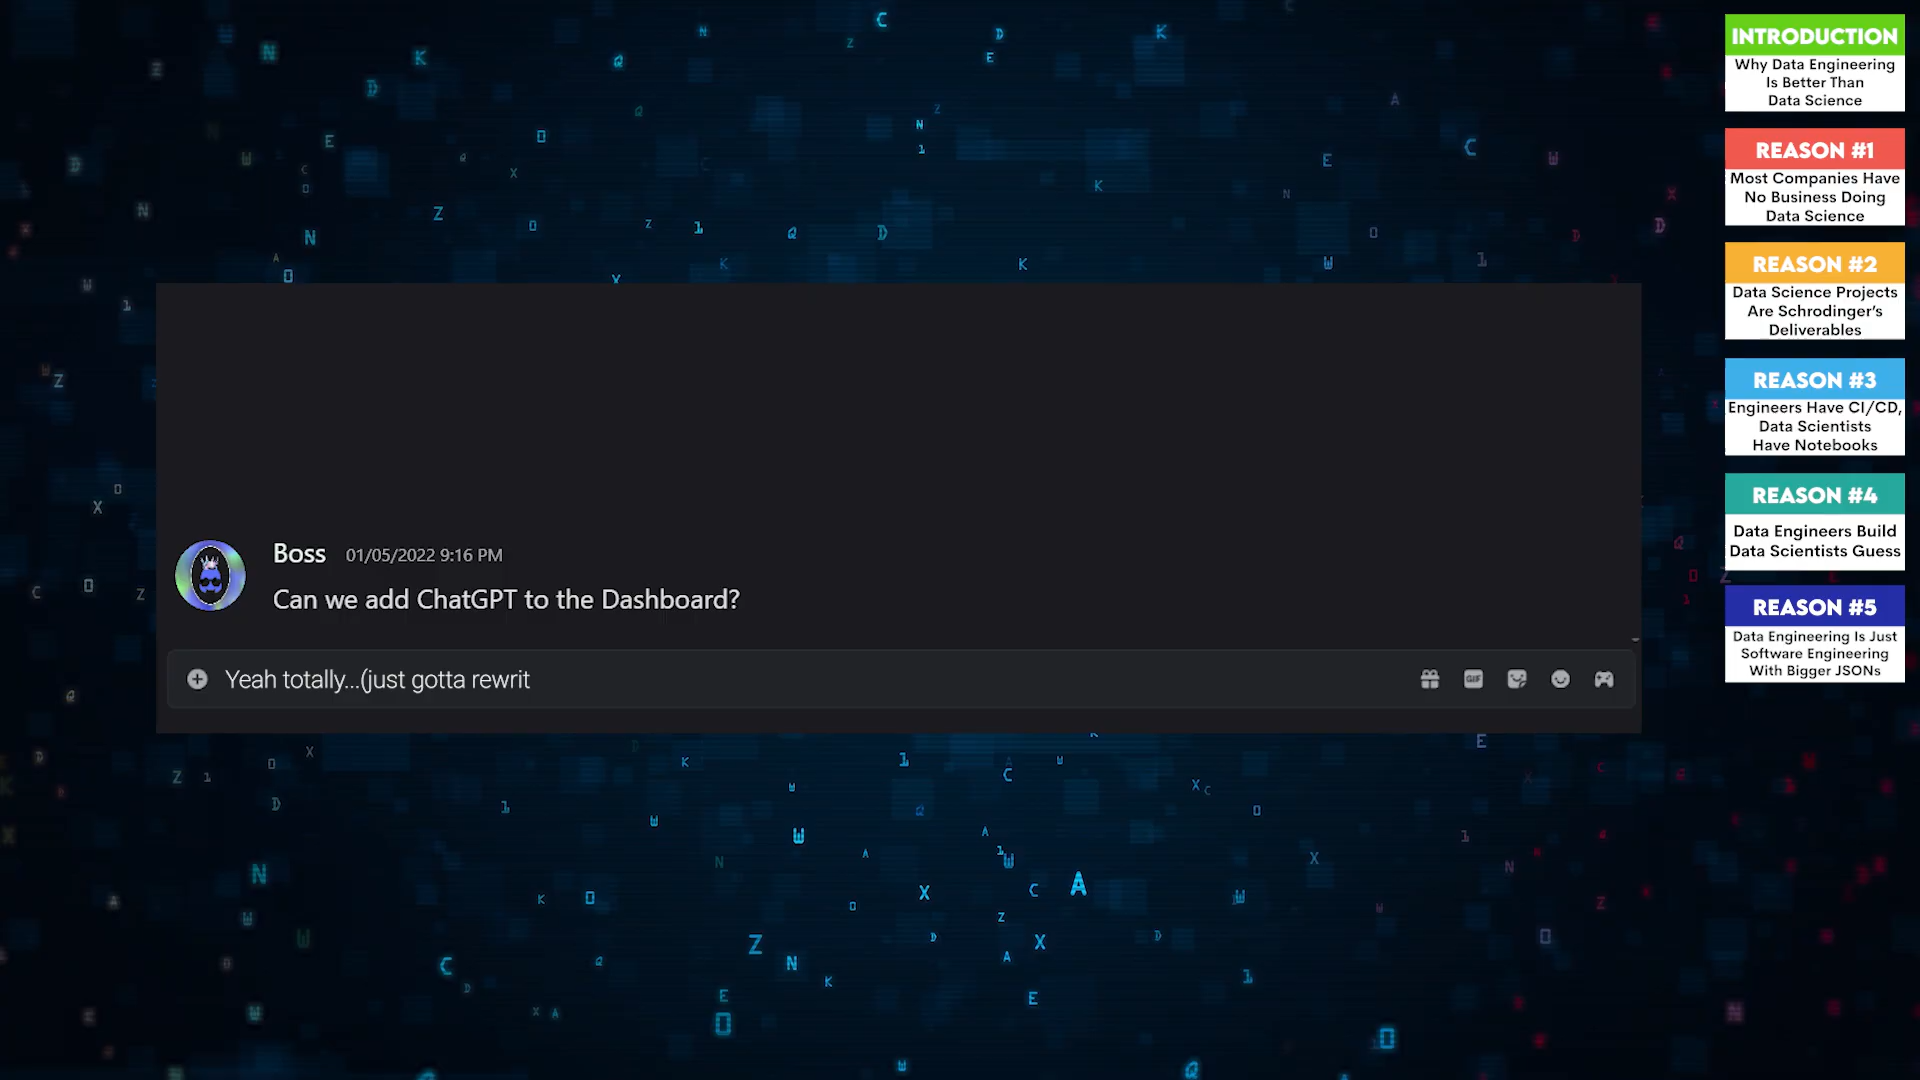 Boss 01/05/2022 9:16 PM
Can we add ChatGPT to the Dashboard?
Yeah totally...(just gotta rewrit
GIF
INTRODUCTION
Why Data Engineering
Is Better Than
Data Science
REASON #1
Most Companies Have
No Business Doing
Data Science
REASON #2
Data Science Projects
Are Schrodinger's
Deliverables
REASON #3
Engineers Have CI/CD,
Data Scientists
Have Notebooks
REASON #4
Data Engineers Build
Data Scientists Guess
REASON #5
Data Engineering Is Just
Software Engineering
With Bigger JSONs